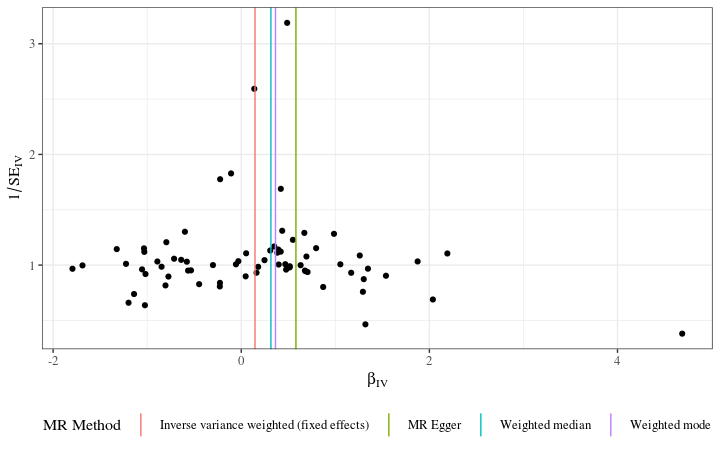 3
2
1
1/SE_IV
-2 0 2 4
β_IV
MR Method Inverse variance weighted (fixed effects) MR Egger Weighted median Weighted mode